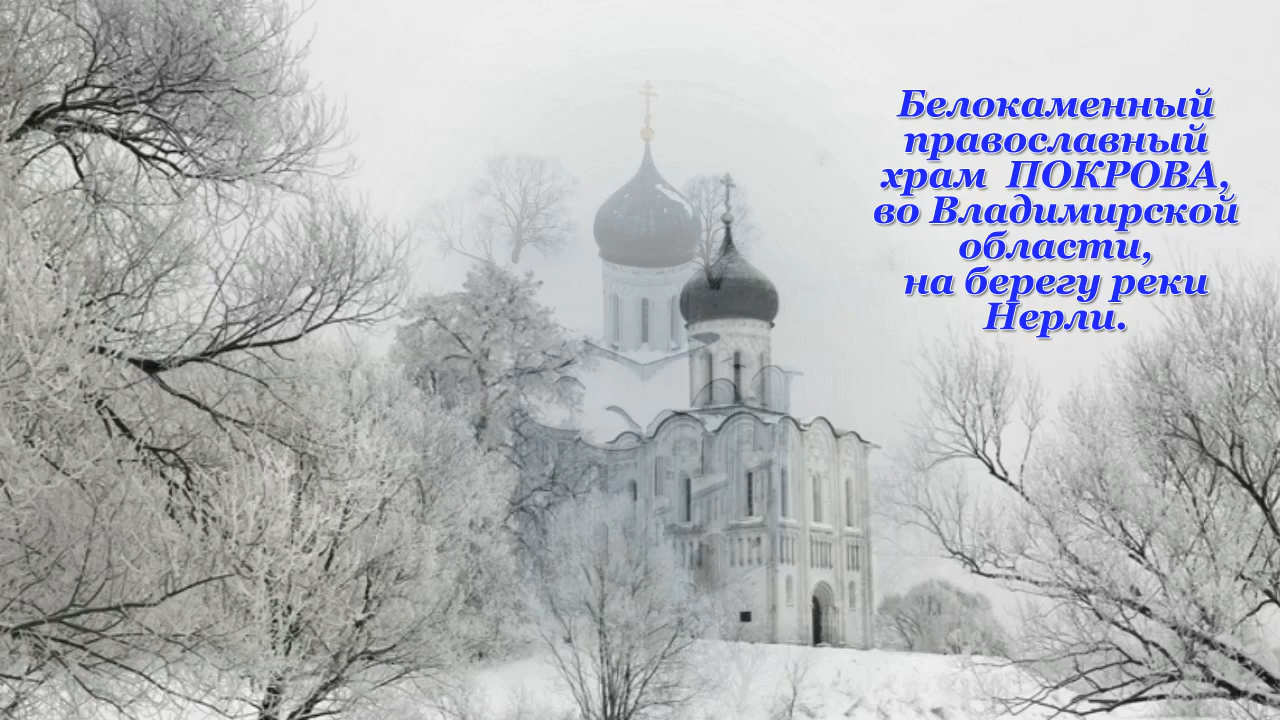 Белокаменный
православный
храм ПОКРОВА,
во Владимирской
области,
на берегу реки
Нерли.